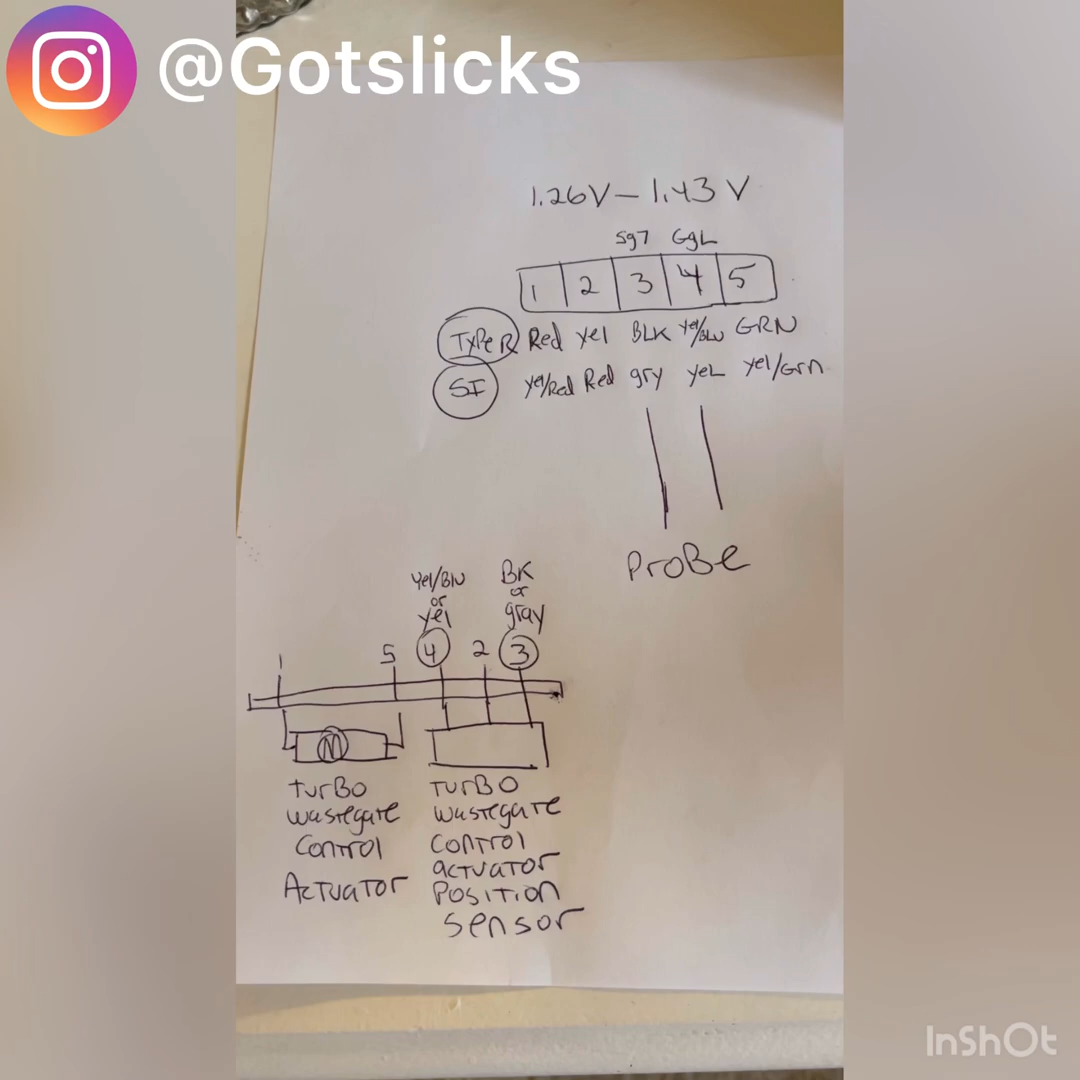 @Gotslicks
1.26V - 1.43 V
Sg7 GgL
1 2 3 4 5
Type R Red yel BLK yel/BLU GRN
SI yel/Red Red gry yeL yel/Grn
ProBe
yel/Blu BK
or or
yel gray
1 5 4 2 3
M
TurBO TurBO
wastegate wastegate
Control Control
Actuator actuator
Position
Sensor
InShOt